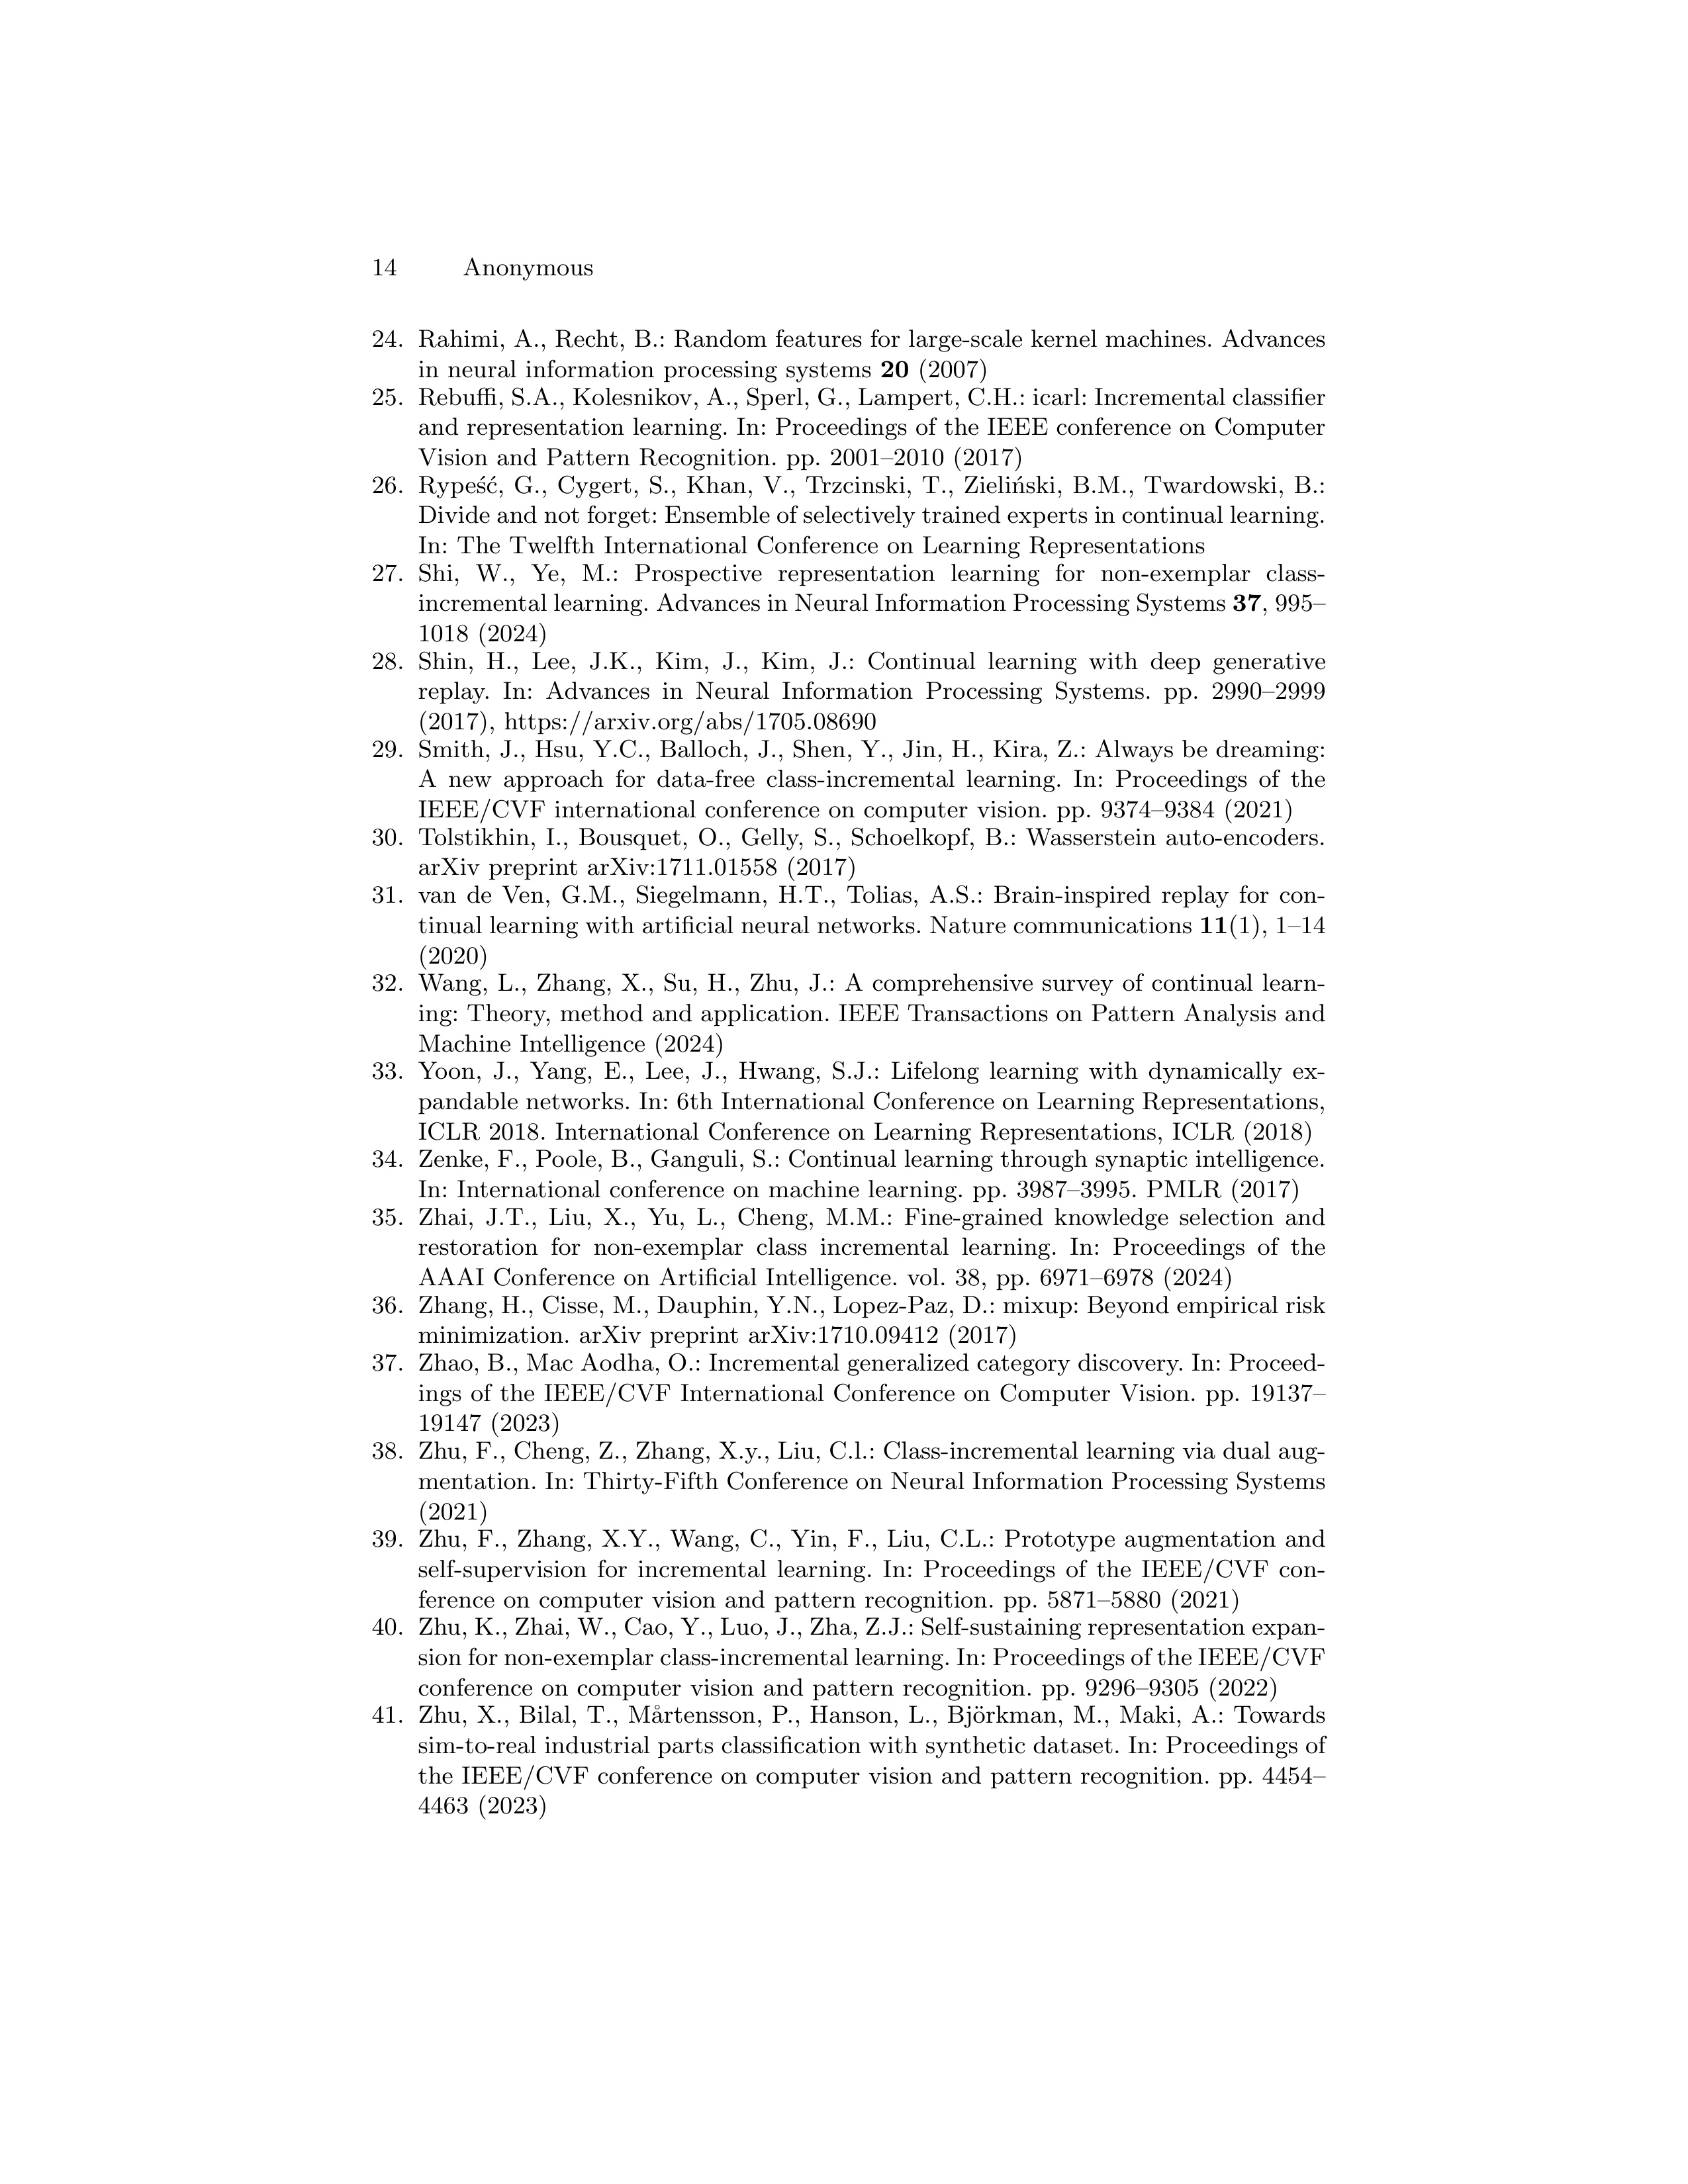 14 Anonymous
24. Rahimi, A., Recht, B.: Random features for large-scale kernel machines. Advances
in neural information processing systems 20 (2007)
25. Rebuffi, S.A., Kolesnikov, A., Sperl, G., Lampert, C.H.: icarl: Incremental classifier
and representation learning. In: Proceedings of the IEEE conference on Computer
Vision and Pattern Recognition. pp. 2001–2010 (2017)
26. Rypeść, G., Cygert, S., Khan, V., Trzcinski, T., Zieliński, B.M., Twardowski, B.:
Divide and not forget: Ensemble of selectively trained experts in continual learning.
In: The Twelfth International Conference on Learning Representations
27. Shi, W., Ye, M.: Prospective representation learning for non-exemplar class-
incremental learning. Advances in Neural Information Processing Systems 37, 995–
1018 (2024)
28. Shin, H., Lee, J.K., Kim, J., Kim, J.: Continual learning with deep generative
replay. In: Advances in Neural Information Processing Systems. pp. 2990–2999
(2017), https://arxiv.org/abs/1705.08690
29. Smith, J., Hsu, Y.C., Balloch, J., Shen, Y., Jin, H., Kira, Z.: Always be dreaming:
A new approach for data-free class-incremental learning. In: Proceedings of the
IEEE/CVF international conference on computer vision. pp. 9374–9384 (2021)
30. Tolstikhin, I., Bousquet, O., Gelly, S., Schoelkopf, B.: Wasserstein auto-encoders.
arXiv preprint arXiv:1711.01558 (2017)
31. van de Ven, G.M., Siegelmann, H.T., Tolias, A.S.: Brain-inspired replay for con-
tinual learning with artificial neural networks. Nature communications 11(1), 1–14
(2020)
32. Wang, L., Zhang, X., Su, H., Zhu, J.: A comprehensive survey of continual learn-
ing: Theory, method and application. IEEE Transactions on Pattern Analysis and
Machine Intelligence (2024)
33. Yoon, J., Yang, E., Lee, J., Hwang, S.J.: Lifelong learning with dynamically ex-
pandable networks. In: 6th International Conference on Learning Representations,
ICLR 2018. International Conference on Learning Representations, ICLR (2018)
34. Zenke, F., Poole, B., Ganguli, S.: Continual learning through synaptic intelligence.
In: International conference on machine learning. pp. 3987–3995. PMLR (2017)
35. Zhai, J.T., Liu, X., Yu, L., Cheng, M.M.: Fine-grained knowledge selection and
restoration for non-exemplar class incremental learning. In: Proceedings of the
AAAI Conference on Artificial Intelligence. vol. 38, pp. 6971–6978 (2024)
36. Zhang, H., Cisse, M., Dauphin, Y.N., Lopez-Paz, D.: mixup: Beyond empirical risk
minimization. arXiv preprint arXiv:1710.09412 (2017)
37. Zhao, B., Mac Aodha, O.: Incremental generalized category discovery. In: Proceed-
ings of the IEEE/CVF International Conference on Computer Vision. pp. 19137–
19147 (2023)
38. Zhu, F., Cheng, Z., Zhang, X.y., Liu, C.l.: Class-incremental learning via dual aug-
mentation. In: Thirty-Fifth Conference on Neural Information Processing Systems
(2021)
39. Zhu, F., Zhang, X.Y., Wang, C., Yin, F., Liu, C.L.: Prototype augmentation and
self-supervision for incremental learning. In: Proceedings of the IEEE/CVF con-
ference on computer vision and pattern recognition. pp. 5871–5880 (2021)
40. Zhu, K., Zhai, W., Cao, Y., Luo, J., Zha, Z.J.: Self-sustaining representation expan-
sion for non-exemplar class-incremental learning. In: Proceedings of the IEEE/CVF
conference on computer vision and pattern recognition. pp. 9296–9305 (2022)
41. Zhu, X., Bilal, T., Mårtensson, P., Hanson, L., Björkman, M., Maki, A.: Towards
sim-to-real industrial parts classification with synthetic dataset. In: Proceedings of
the IEEE/CVF conference on computer vision and pattern recognition. pp. 4454–
4463 (2023)